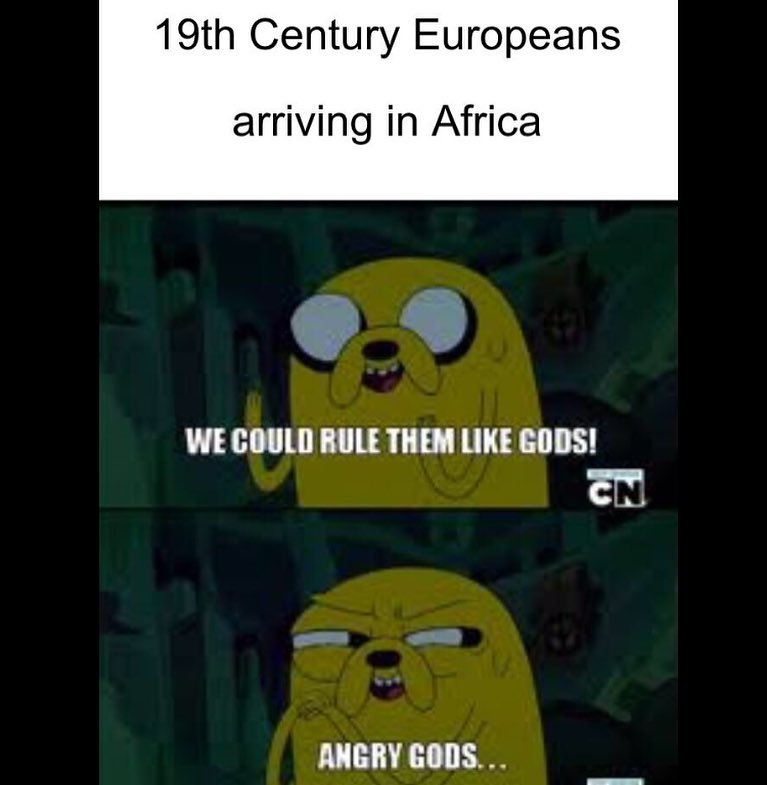 19th Century Europeans
arriving in Africa
WE COULD RULE THEM LIKE GODS!
CN
ANGRY GODS...